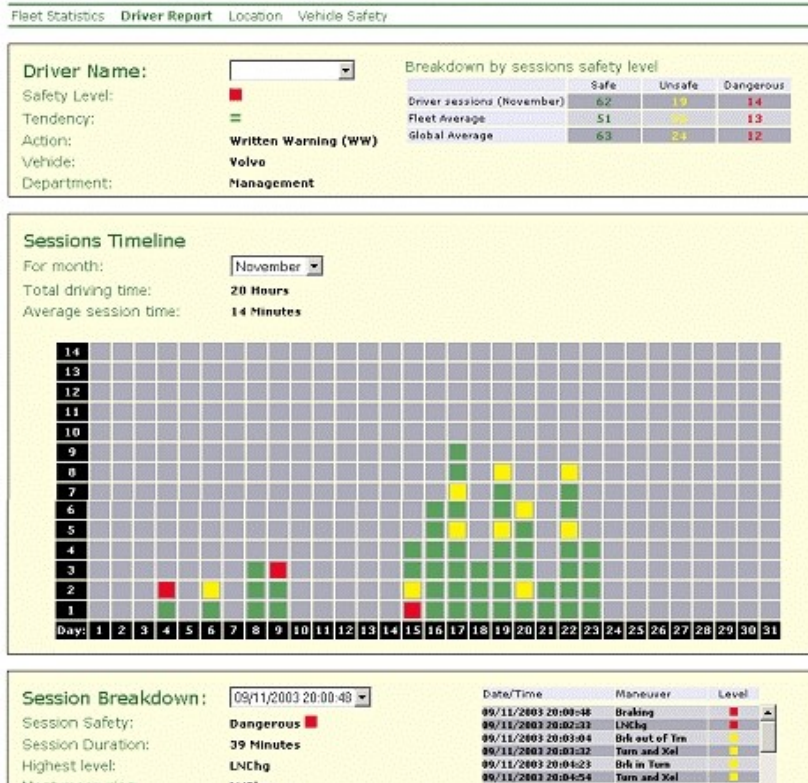 Fleet Statistics Driver Report Location Vehicle Safety
Driver Name:
Safety Level:
Tendency: =
Action: Written Warning (WW)
Vehicle: Volvo
Department: Management
Breakdown by sessions safety level
Safe Unsafe Dangerous
Driver sessions (November) 62 19 14
Fleet Average 51 13
Global Average 63 24 12
Sessions Timeline
For month: November
Total driving time: 20 Hours
Average session time: 14 Minutes
14
13
12
11
10
9
8
7
6
5
4
3
2
1
Day: 1 2 3 4 5 6 7 8 9 10 11 12 13 14 15 16 17 18 19 20 21 22 23 24 25 26 27 28 29 30 31
Session Breakdown: 09/11/2003 20:00:48
Session Safety: Dangerous
Session Duration: 39 Minutes
Highest level: LNChg
Date/Time Maneuver Level
09/11/2003 20:00:48 Braking
09/11/2003 20:02:33 LNChg
09/11/2003 20:03:04 Brk out of Trn
09/11/2003 20:03:32 Turn and Xel
09/11/2003 20:04:23 Brk in Turn
09/11/2003 20:04:54 Turn and Xel